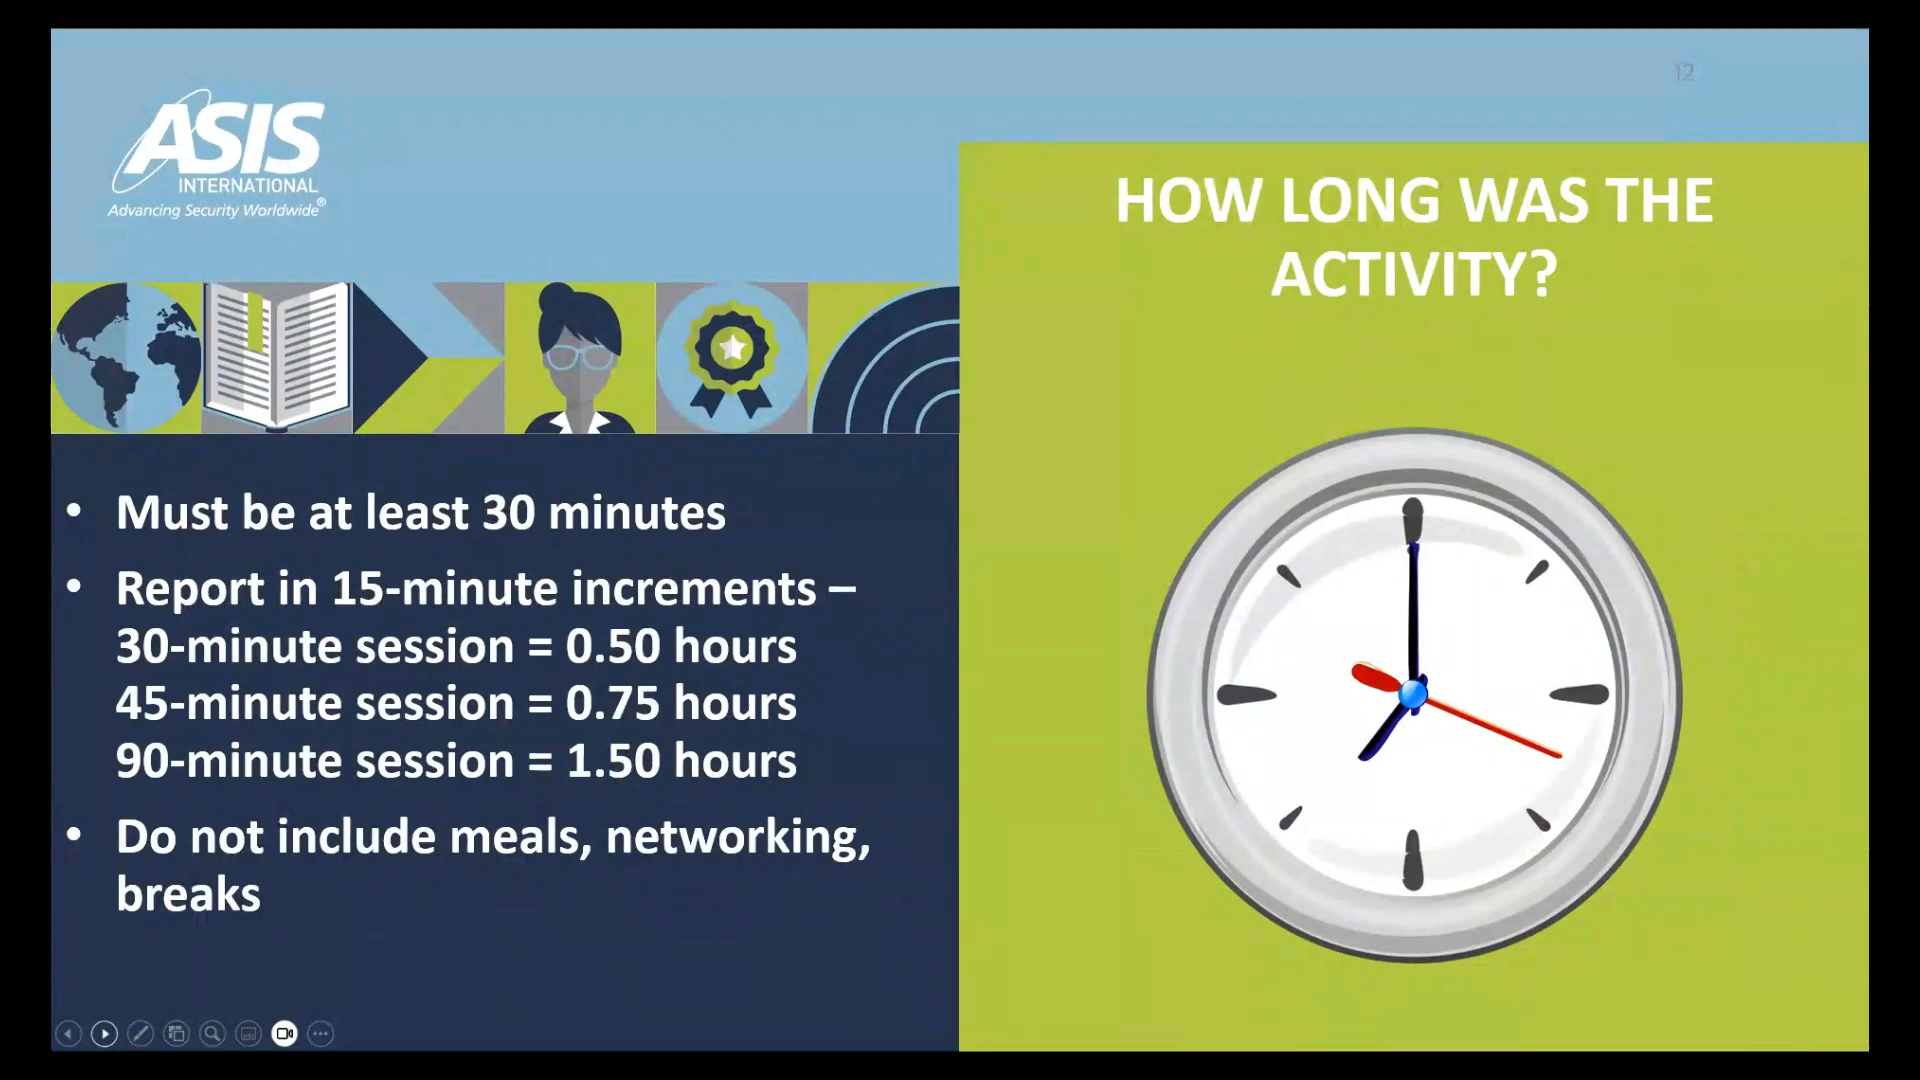 12
ASIS
INTERNATIONAL
Advancing Security Worldwide®
HOW LONG WAS THE
ACTIVITY?
• Must be at least 30 minutes
• Report in 15-minute increments –
30-minute session = 0.50 hours
45-minute session = 0.75 hours
90-minute session = 1.50 hours
• Do not include meals, networking,
breaks